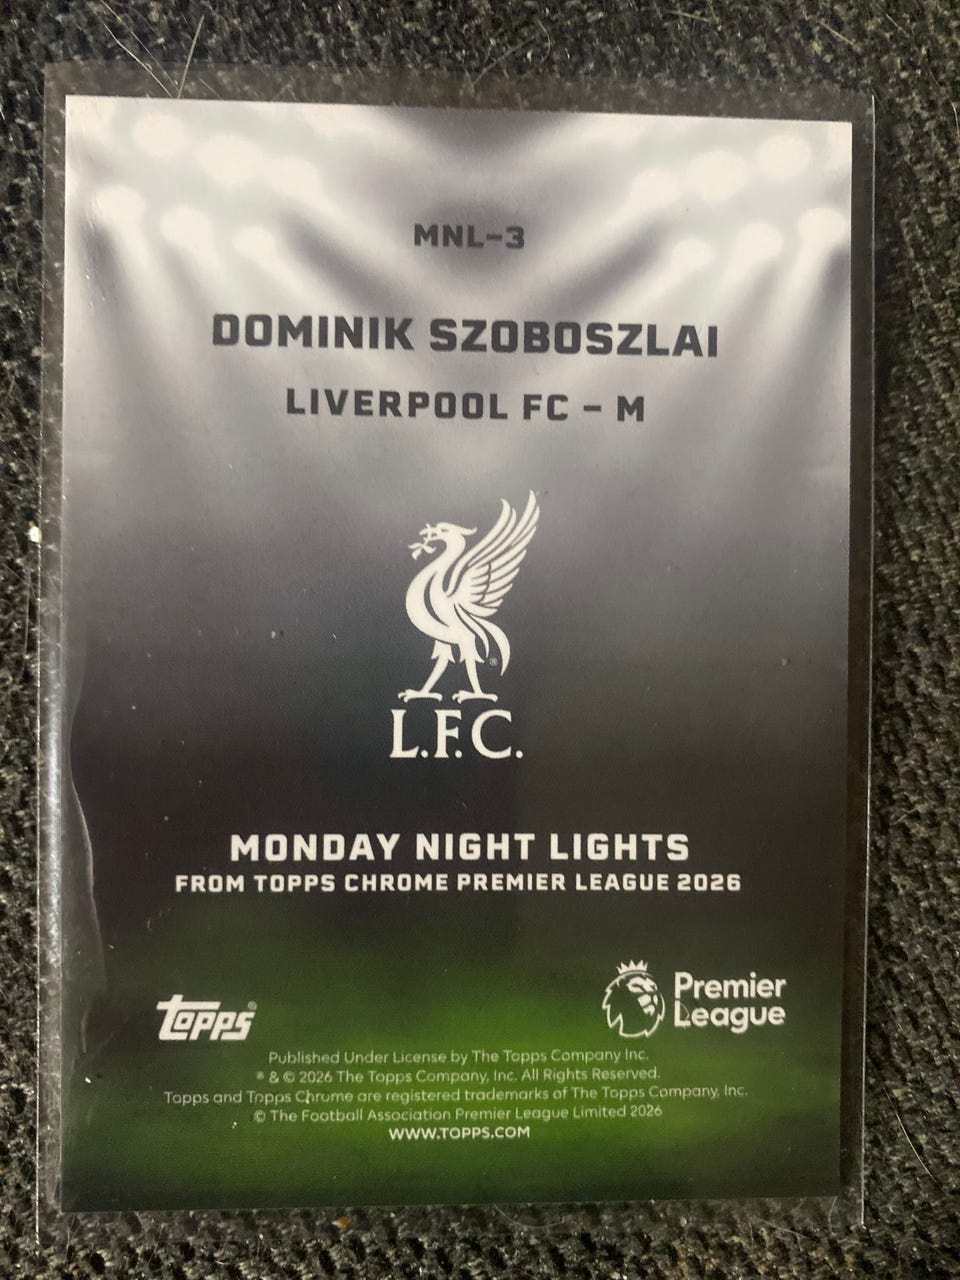 MNL-3
DOMINIK SZOBOSZLAI
LIVERPOOL FC - M
L.F.C.
MONDAY NIGHT LIGHTS
FROM TOPPS CHROME PREMIER LEAGUE 2026
Topps®
Premier
League
Published Under License by The Topps Company Inc.
® & © 2026 The Topps Company, Inc. All Rights Reserved.
Topps and Topps Chrome are registered trademarks of The Topps Company, Inc.
© The Football Association Premier League Limited 2026
WWW.TOPPS.COM